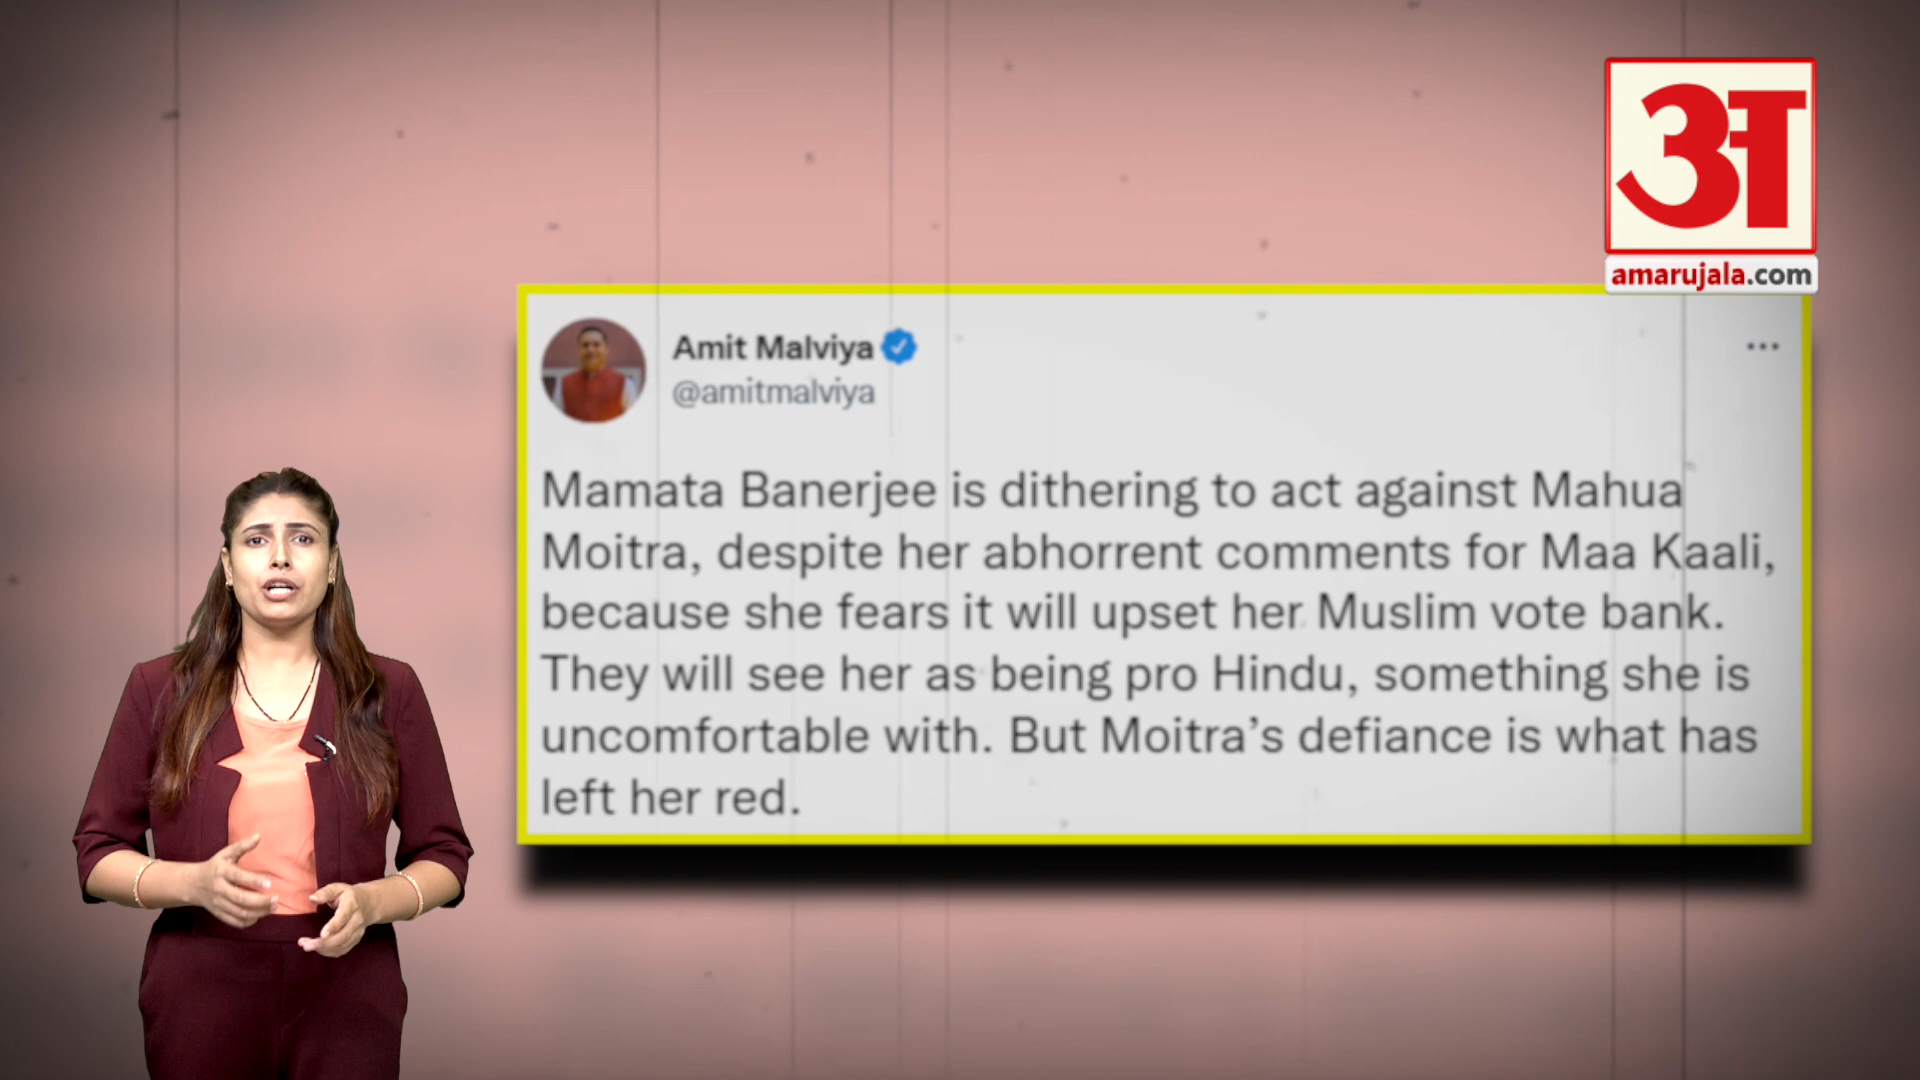 अ
amarujala.com
Amit Malviya
@amitmalviya
Mamata Banerjee is dithering to act against Mahua
Moitra, despite her abhorrent comments for Maa Kaali,
because she fears it will upset her Muslim vote bank.
They will see her as being pro Hindu, something she is
uncomfortable with. But Moitra’s defiance is what has
left her red.